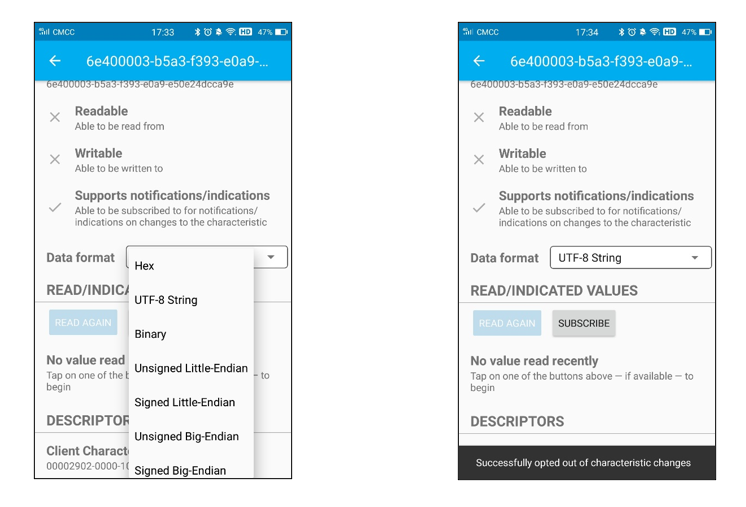 CMCC 17:33 HD 47%
6e400003-b5a3-f393-e0a9-...
6e400003-b5a3-f393-e0a9-e50e24dcca9e
Readable
Able to be read from
Writable
Able to be written to
Supports notifications/indications
Able to be subscribed to for notifications/
indications on changes to the characteristic
Data format
Hex
UTF-8 String
Binary
Unsigned Little-Endian
Signed Little-Endian
Unsigned Big-Endian
Signed Big-Endian
READ/INDICA
READ AGAIN
No value read
Tap on one of the b – to
begin
DESCRIPTOR
Client Charact
00002902-0000-10
CMCC 17:34 HD 47%
6e400003-b5a3-f393-e0a9-...
6e400003-b5a3-f393-e0a9-e50e24dcca9e
Readable
Able to be read from
Writable
Able to be written to
Supports notifications/indications
Able to be subscribed to for notifications/
indications on changes to the characteristic
Data format UTF-8 String
READ/INDICATED VALUES
READ AGAIN SUBSCRIBE
No value read recently
Tap on one of the buttons above – if available – to
begin
DESCRIPTORS
Successfully opted out of characteristic changes